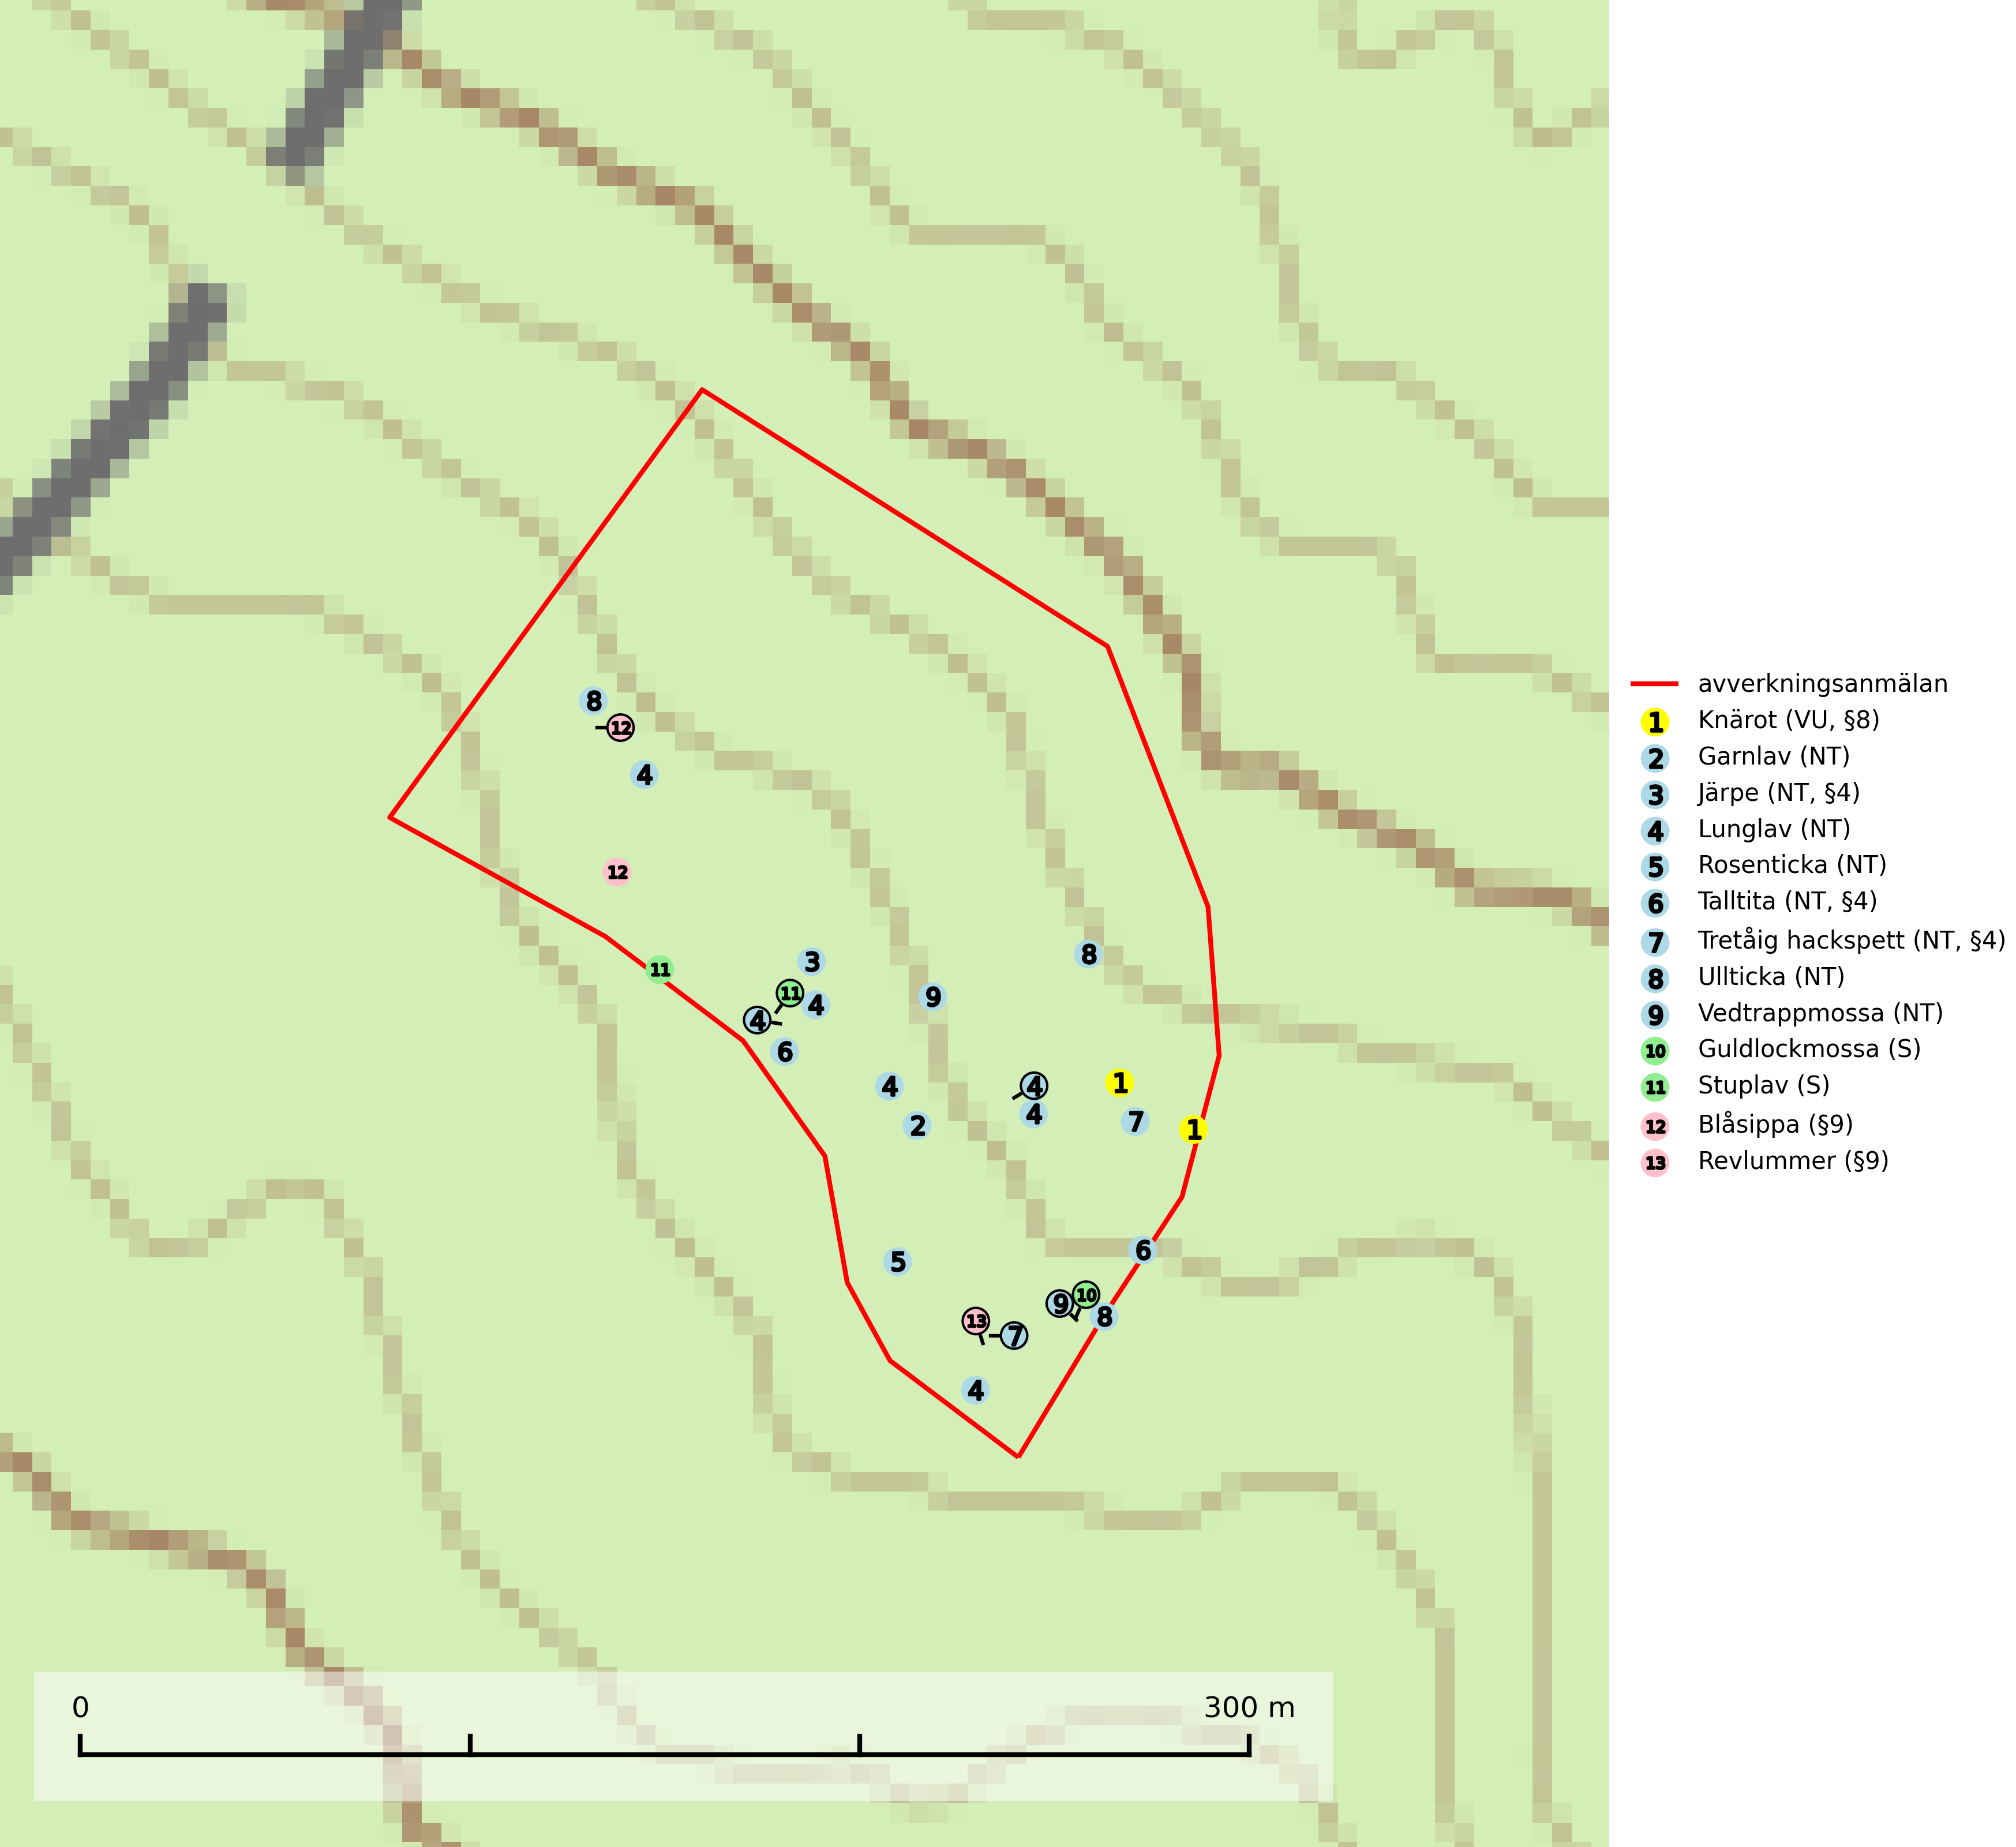 8
12
4
12
3
8
11
11
4
9
4
6
4
4
1
4
2
7
1
6
5
10
9
8
13
7
4
avverkningsanmälan
1 Knärot (VU, §8)
2 Garnlav (NT)
3 Järpe (NT, §4)
4 Lunglav (NT)
5 Rosenticka (NT)
6 Talltita (NT, §4)
7 Tretåig hackspett (NT, §4)
8 Ullticka (NT)
9 Vedtrappmossa (NT)
10 Guldlockmossa (S)
11 Stuplav (S)
12 Blåsippa (§9)
13 Revlummer (§9)
0 300 m